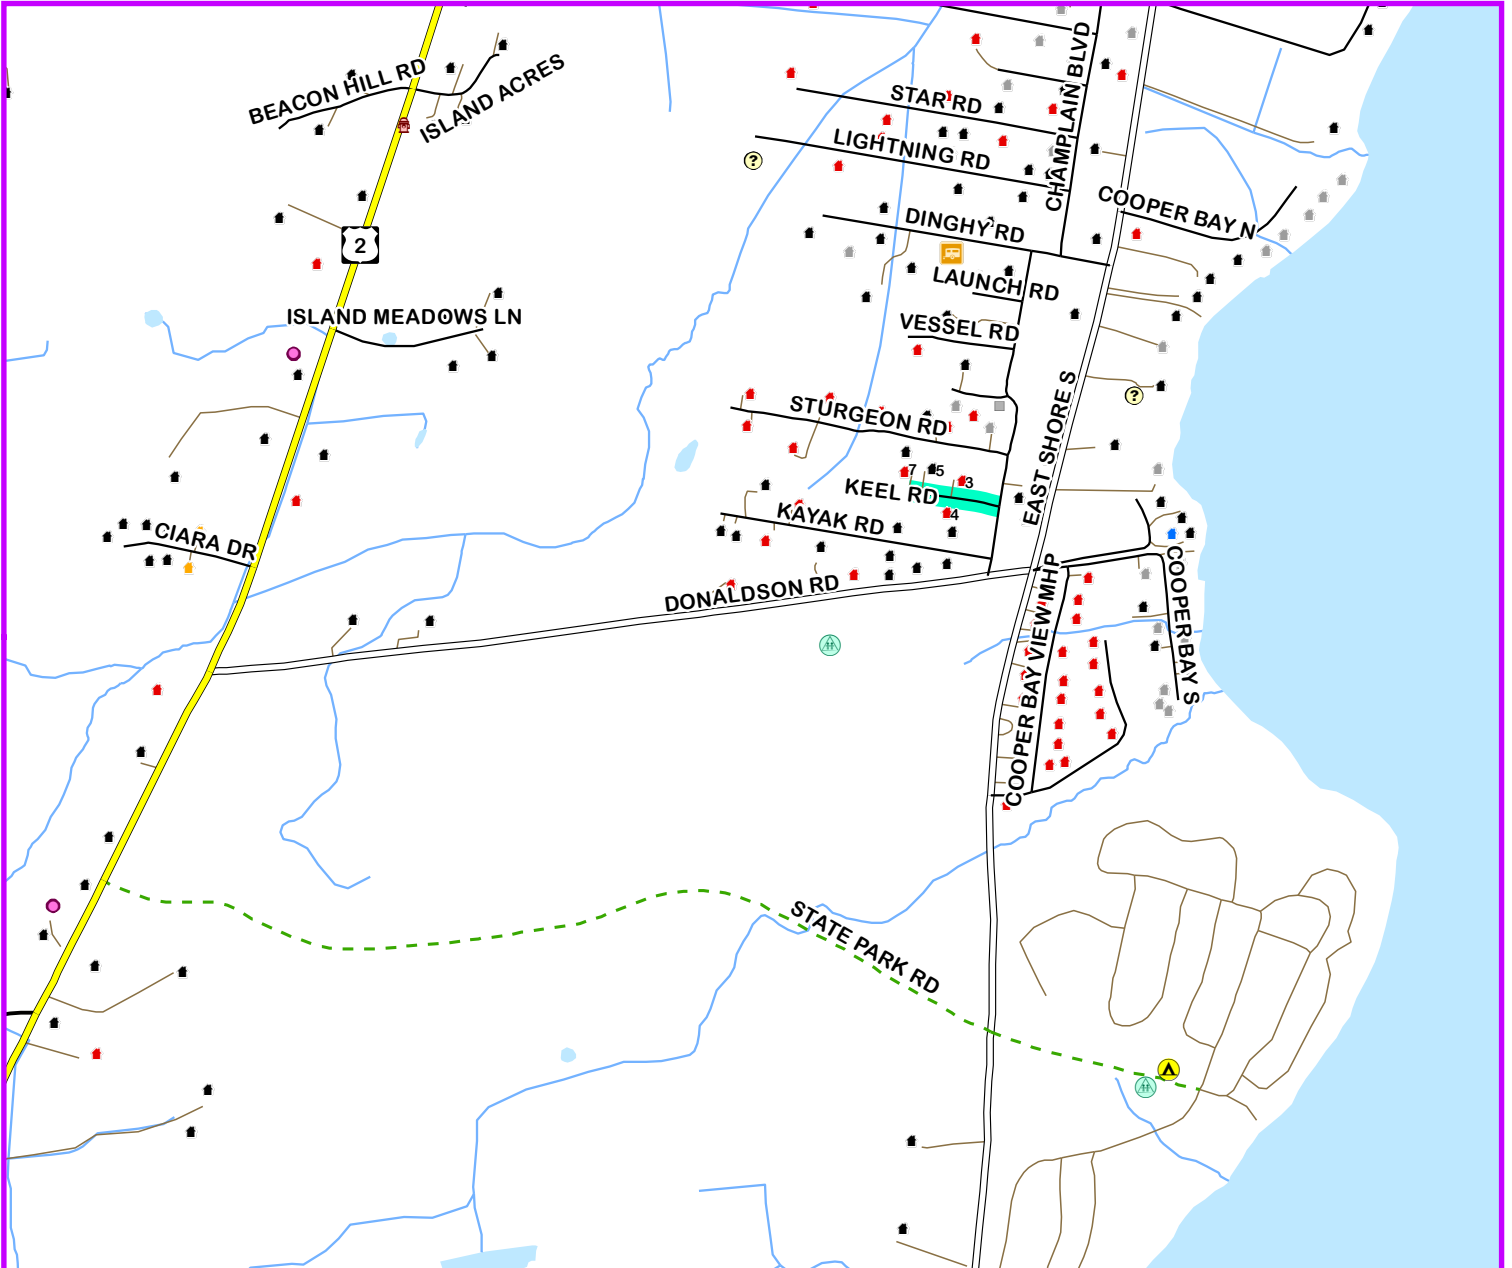 BEACON HILL RD
ISLAND ACRES
CHAMPLAIN BLVD
STAR RD
LIGHTNING RD
?
COOPER BAY N
DINGHY RD
2
LAUNCH RD
ISLAND MEADOWS LN
VESSEL RD
EAST SHORE S
?
STURGEON RD
7
5
3
KEEL RD
4
KAYAK RD
CIARA DR
DONALDSON RD
COOPER BAY VIEW MHP
COOPER BAY S
STATE PARK RD